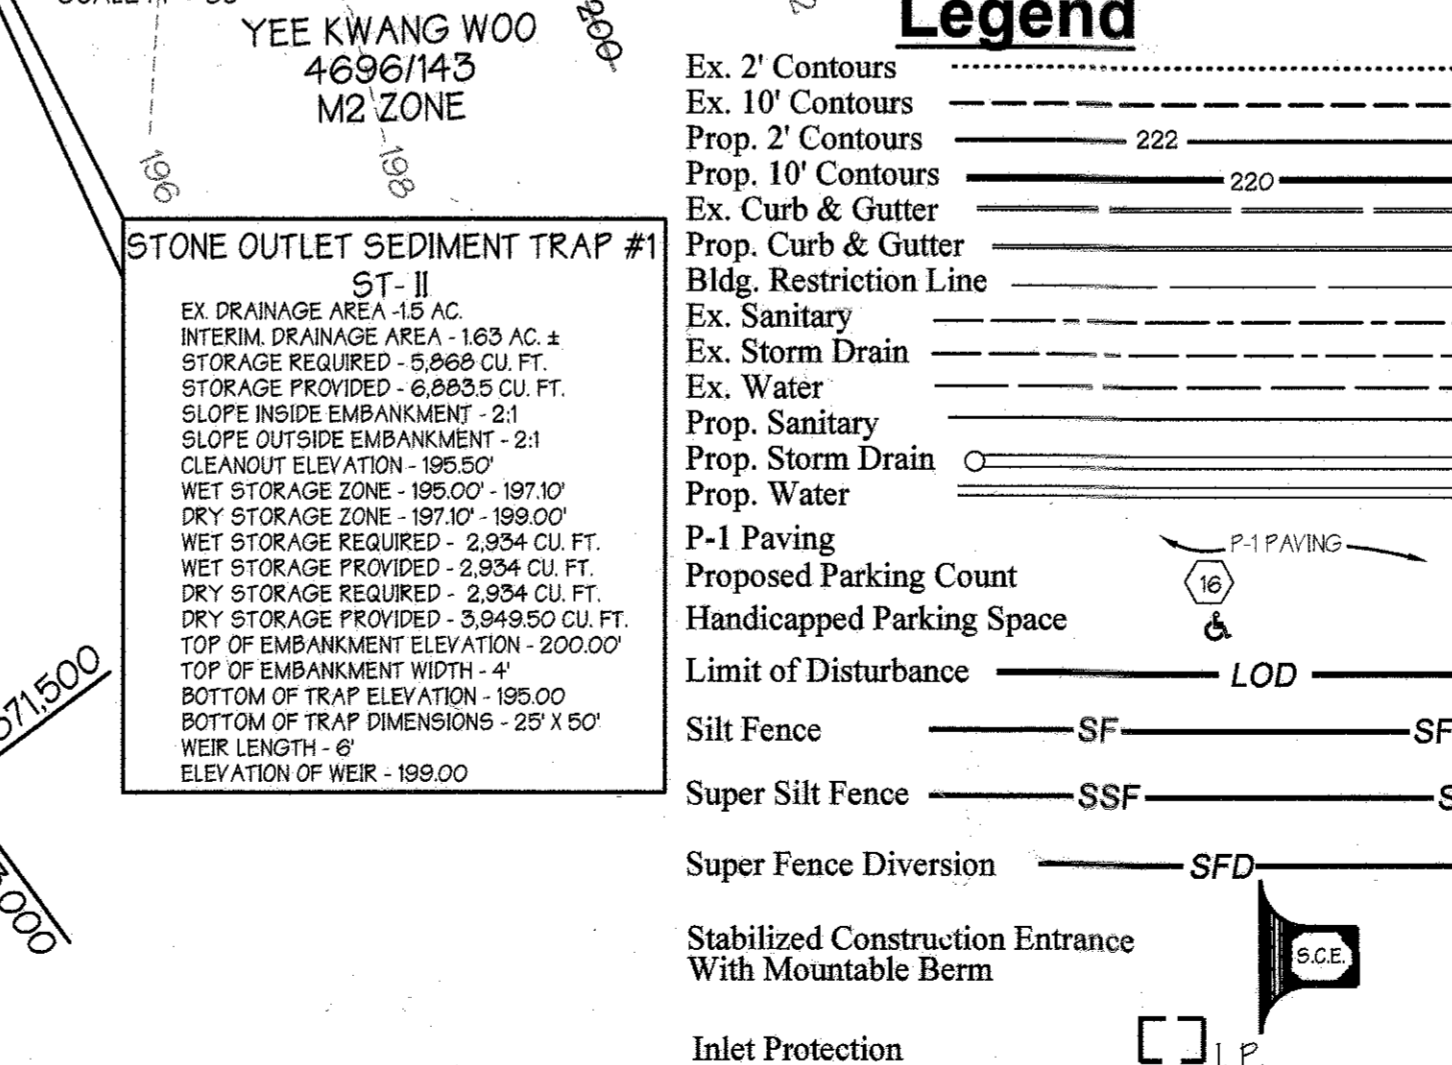 YEE KWANG WOO
4696/143
M2 ZONE
200
196
198
STONE OUTLET SEDIMENT TRAP #1
ST-II
EX. DRAINAGE AREA -1.5 AC.
INTERIM. DRAINAGE AREA - 1.63 AC. ±
STORAGE REQUIRED - 5,868 CU. FT.
STORAGE PROVIDED - 6,883.5 CU. FT.
SLOPE INSIDE EMBANKMENT - 2:1
SLOPE OUTSIDE EMBANKMENT - 2:1
CLEANOUT ELEVATION - 195.50'
WET STORAGE ZONE - 195.00' - 197.10'
DRY STORAGE ZONE - 197.10' - 199.00'
WET STORAGE REQUIRED - 2,934 CU. FT.
WET STORAGE PROVIDED - 2,934 CU. FT.
DRY STORAGE REQUIRED - 2,934 CU. FT.
DRY STORAGE PROVIDED - 3,949.50 CU. FT.
TOP OF EMBANKMENT ELEVATION - 200.00'
TOP OF EMBANKMENT WIDTH - 4'
BOTTOM OF TRAP ELEVATION - 195.00
BOTTOM OF TRAP DIMENSIONS - 25' X 50'
WEIR LENGTH - 6'
ELEVATION OF WEIR - 199.00
571,500
000
Legend
Ex. 2' Contours
Ex. 10' Contours
Prop. 2' Contours 222
Prop. 10' Contours 220
Ex. Curb & Gutter
Prop. Curb & Gutter
Bldg. Restriction Line
Ex. Sanitary
Ex. Storm Drain
Ex. Water
Prop. Sanitary
Prop. Storm Drain
Prop. Water
P-1 Paving P-1 PAVING
Proposed Parking Count 16
Handicapped Parking Space
Limit of Disturbance LOD
Silt Fence SF SF
Super Silt Fence SSF S
Super Fence Diversion SFD
Stabilized Construction Entrance
With Mountable Berm S.C.E.
Inlet Protection I. P.